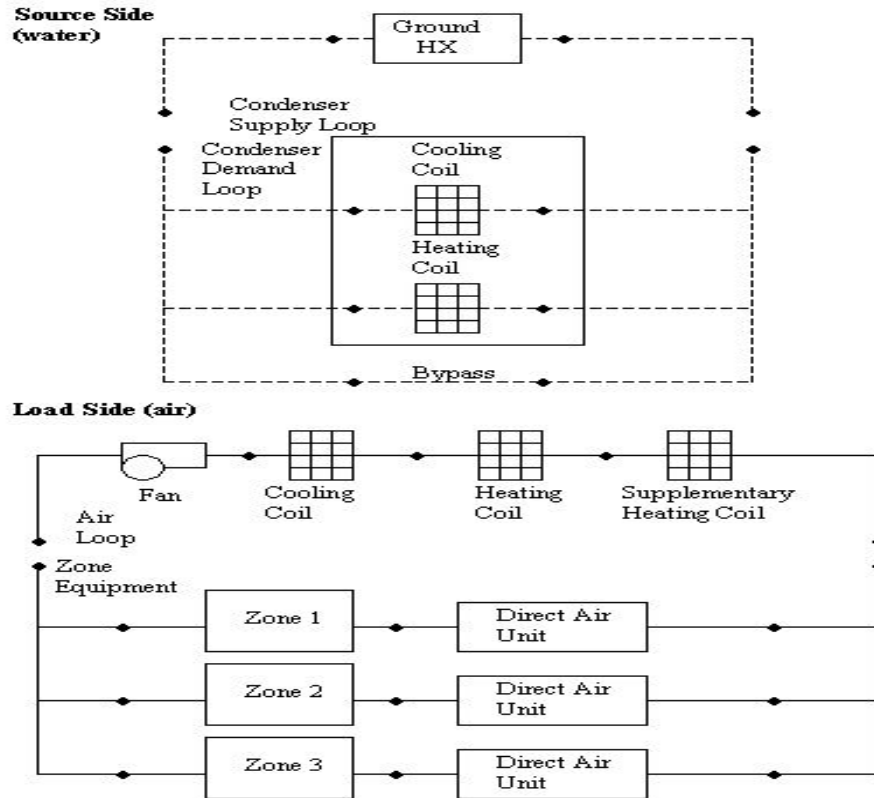 Source Side
(water)
Ground
HX
Condenser
Supply Loop
Condenser
Demand
Loop
Cooling
Coil
Heating
Coil
Bypass
Load Side (air)
Fan
Cooling
Coil
Heating
Coil
Supplementary
Heating Coil
Air
Loop
Zone
Equipment
Zone 1
Direct Air
Unit
Zone 2
Direct Air
Unit
Zone 3
Direct Air
Unit